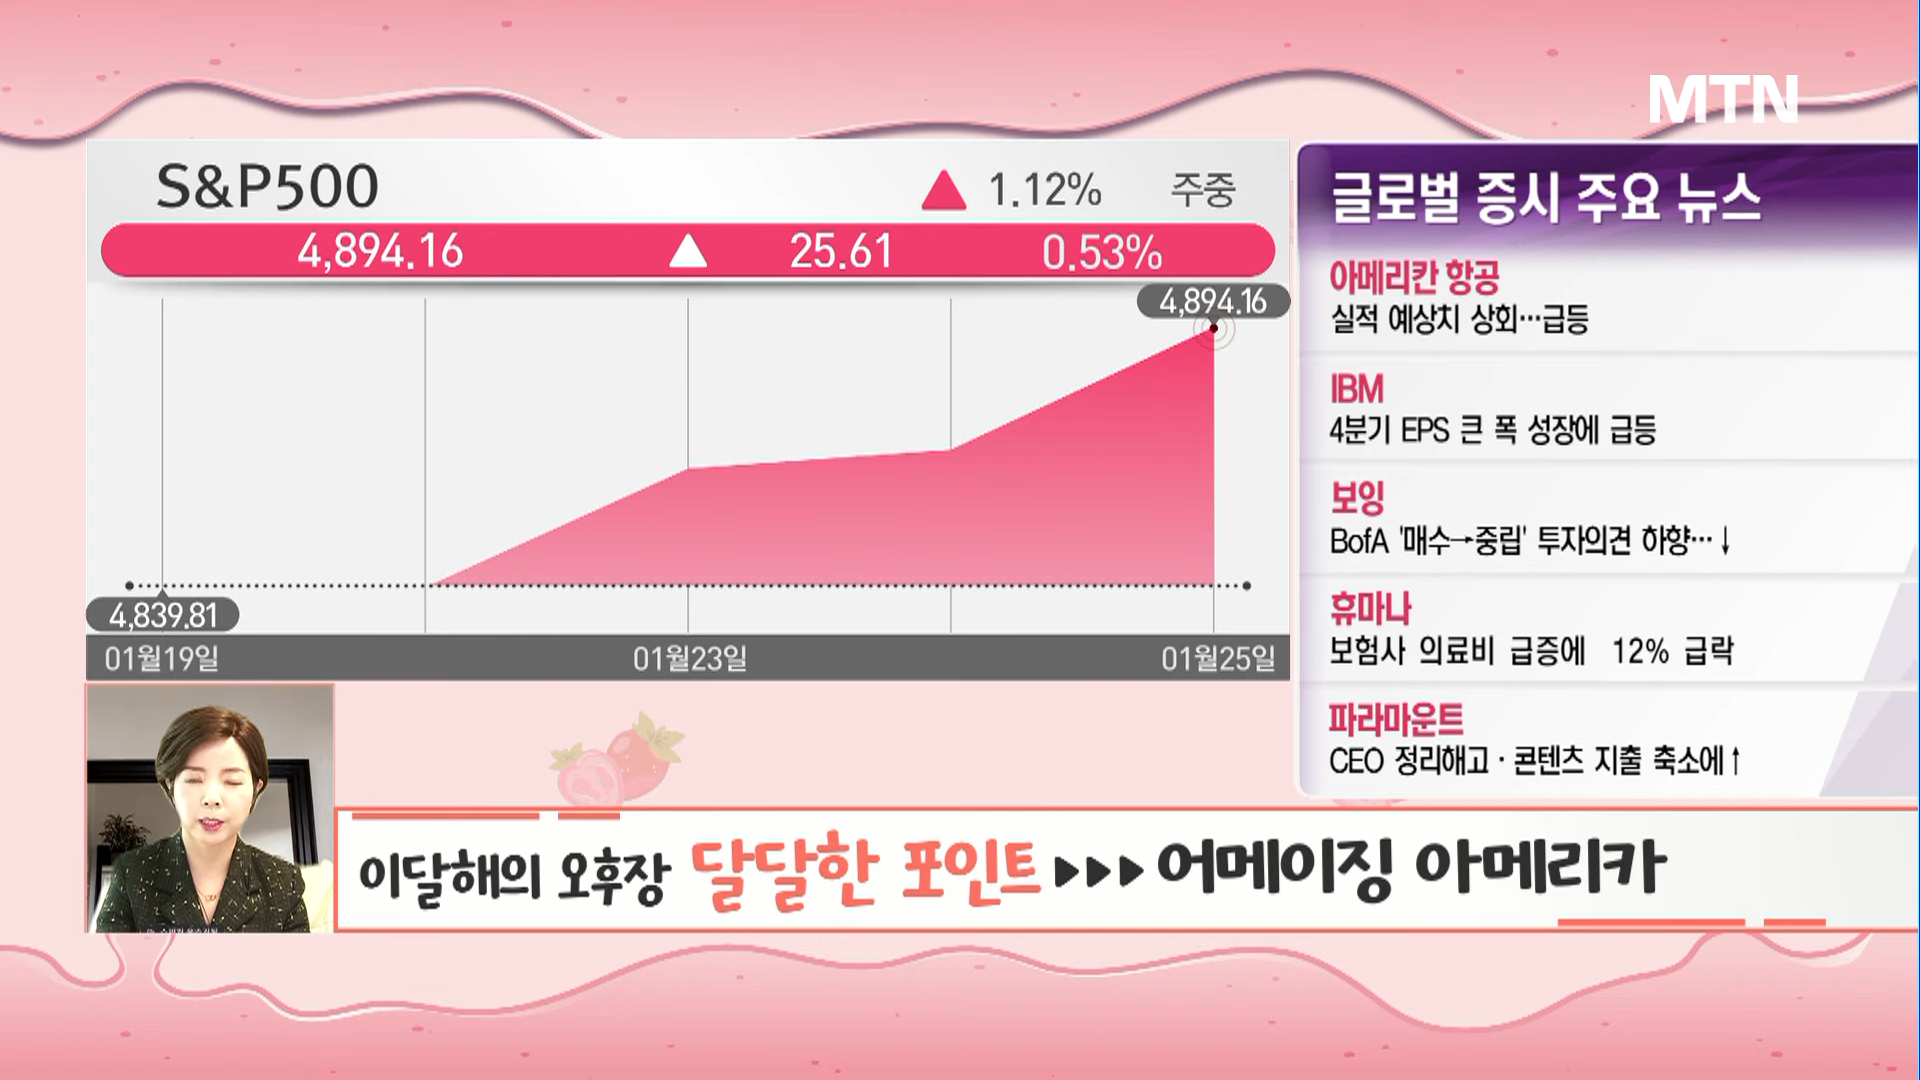 MTN
S&P500 ▲ 1.12% 주중
4,894.16 ▲ 25.61 0.53%
4,894.16
4,839.81
01월19일 01월23일 01월25일
글로벌 증시 주요 뉴스
아메리칸 항공
실적 예상치 상회…급등
IBM
4분기 EPS 큰 폭 성장에 급등
보잉
BofA '매수→중립' 투자의견 하향…↓
휴마나
보험사 의료비 급증에 12% 급락
파라마운트
CEO 정리해고·콘텐츠 지출 축소에↑
이달해의 오후장 달달한 포인트▶▶▶어메이징 아메리카